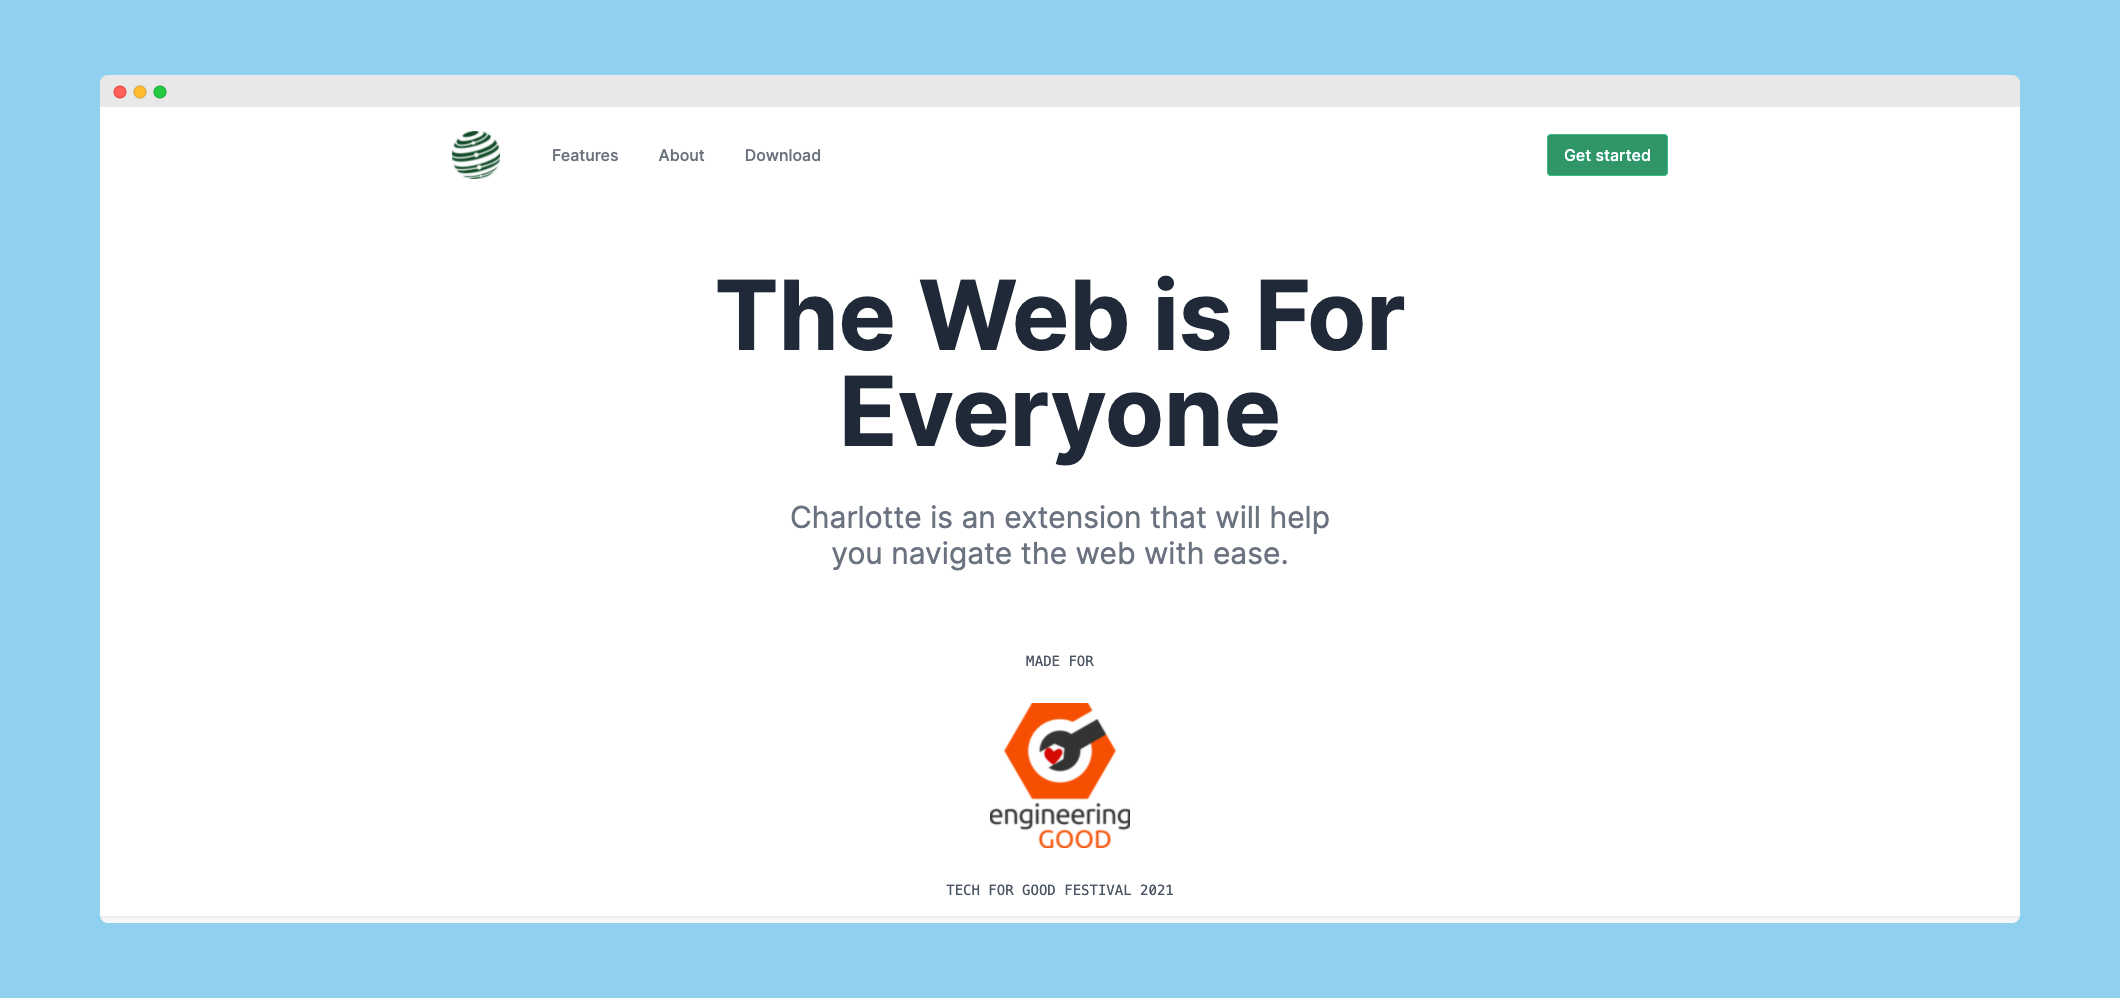 Features
About
Download
Get started
The Web is For
Everyone
Charlotte is an extension that will help
you navigate the web with ease.
MADE FOR
engineering
GOOD
TECH FOR GOOD FESTIVAL 2021